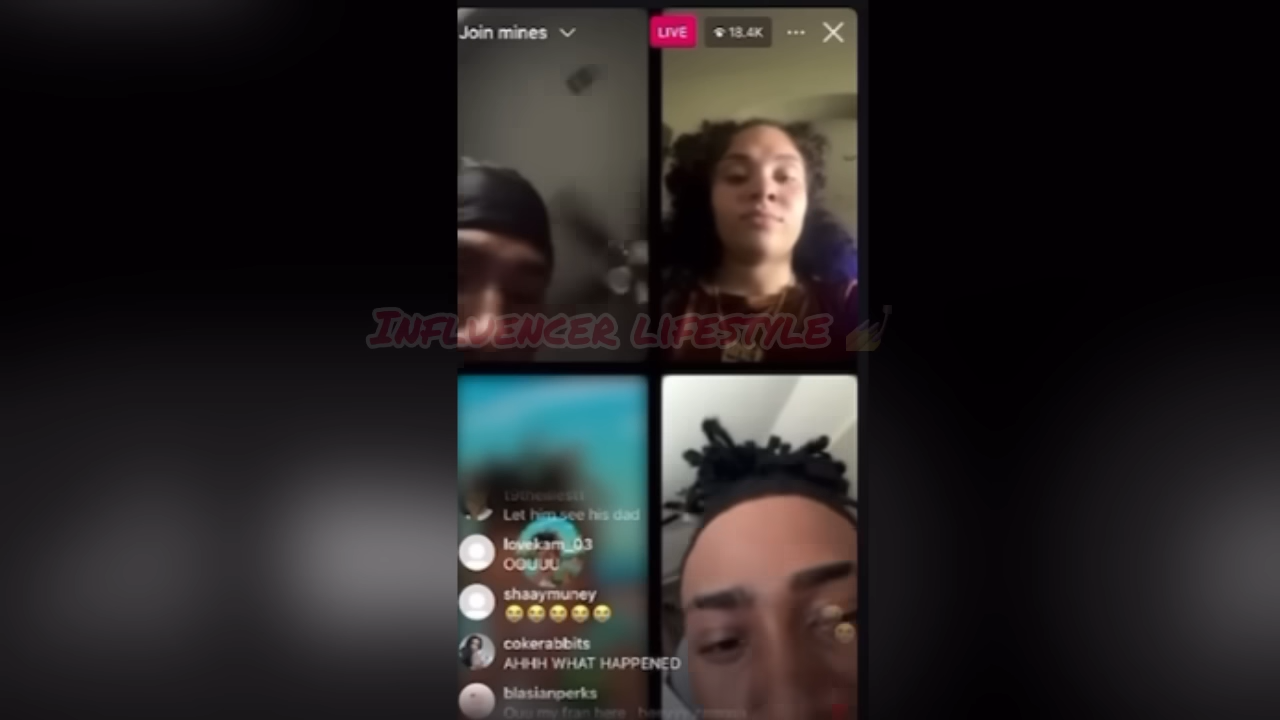 Join mines
LIVE
18.4K
INFLUENCER LIFESTYLE
Let him see his dad
lovekam_03
OOUUU
shaaymuney
cokerabbits
AHHH WHAT HAPPENED
blasianperks